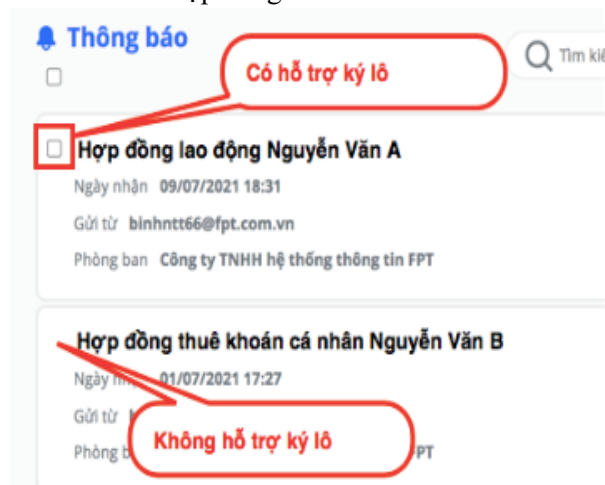 Thông báo
Có hỗ trợ ký lô
Tìm
Hợp đồng lao động Nguyễn Văn A
Ngày nhận 09/07/2021 18:31
Gửi từ binhntt66@fpt.com.vn
Phòng ban Công ty TNHH hệ thống thông tin FPT
Hợp đồng thuê khoán cá nhân Nguyễn Văn B
Ngày 01/07/2021 17:27
Gửi từ
Không hỗ trợ ký lô
Phòng